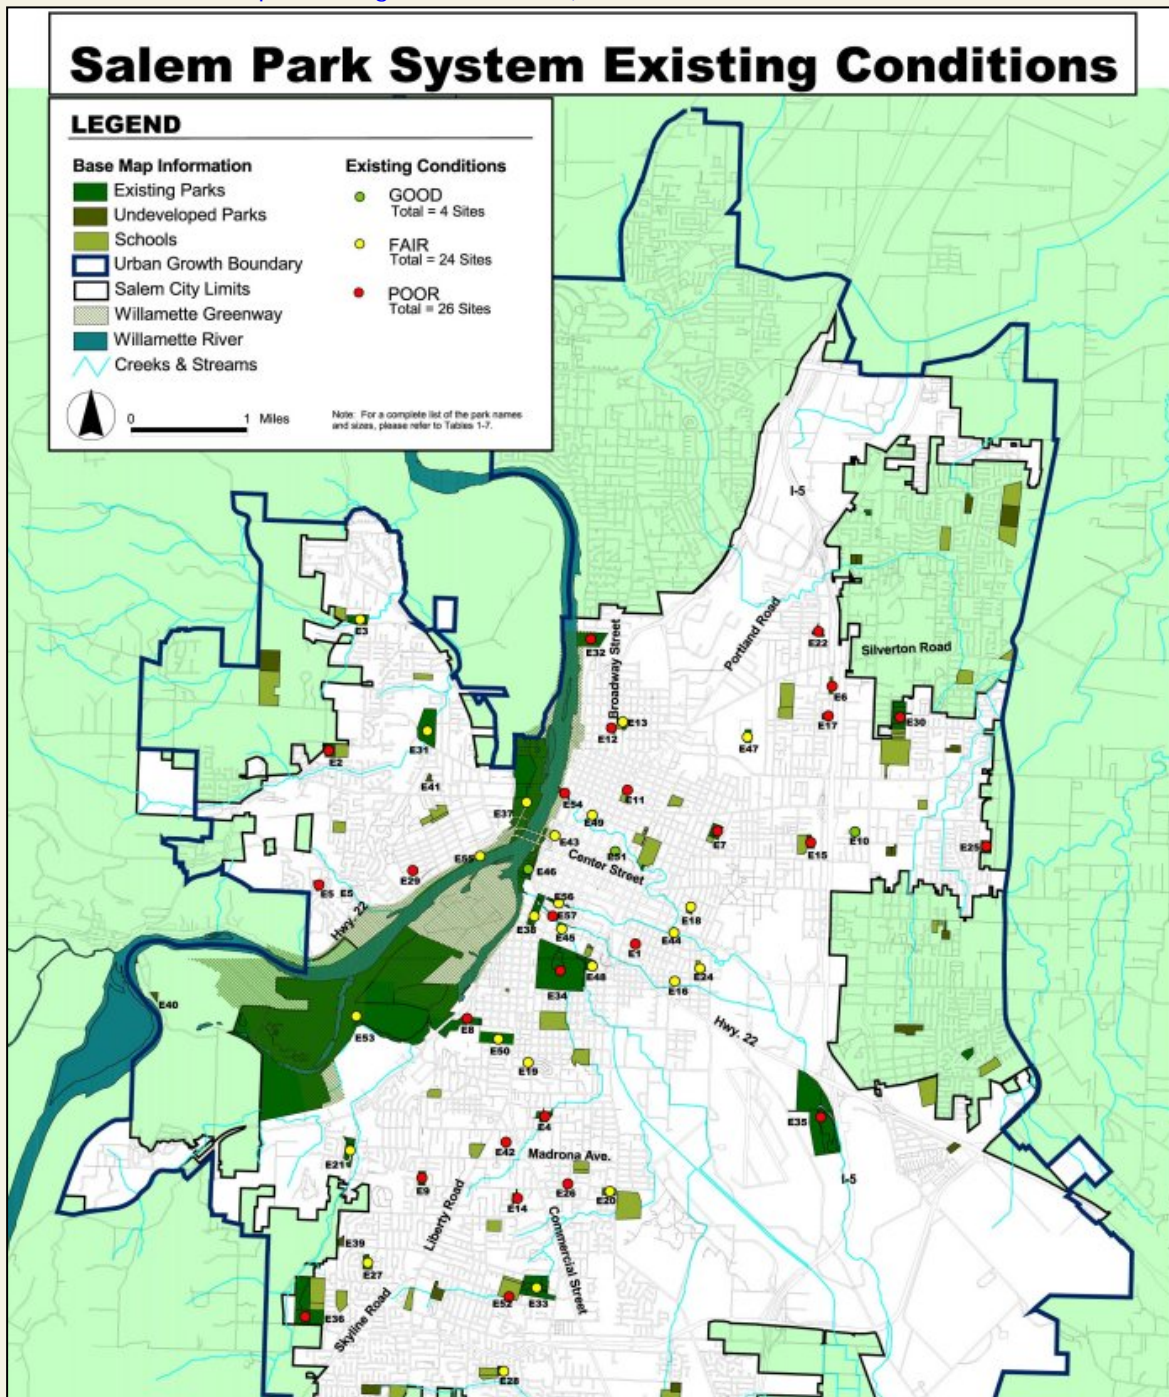 Salem Park System Existing Conditions
LEGEND
Base Map Information
Existing Parks
Undeveloped Parks
Schools
Urban Growth Boundary
Salem City Limits
Willamette Greenway
Willamette River
Creeks & Streams
Existing Conditions
GOOD
Total = 4 Sites
FAIR
Total = 24 Sites
POOR
Total = 26 Sites
0 1 Miles
Note: For a complete list of the park names
and sizes, please refer to Tables 1-7.
I-5
Portland Road
Silverton Road
Broadway Street
E3
E32
E22
E6
E17
E30
E13
E12
E31
E2
E47
E41
E37
E54
E11
E49
E7
E10
E15
E25
E43
E51
Center Street
E55
E46
E29
E5 E5
Hwy. 22
E56
E57
E38
E45
E18
E44
E1
E48
E24
E16
E34
E40
E53
E8
E50
Hwy. 22
E19
E4
E35
E42
Madrona Ave.
E21
I-5
E9
E26
E14
E20
Liberty Road
Commercial Street
E39
E27
E52
E33
E36
Skyline Road
E28